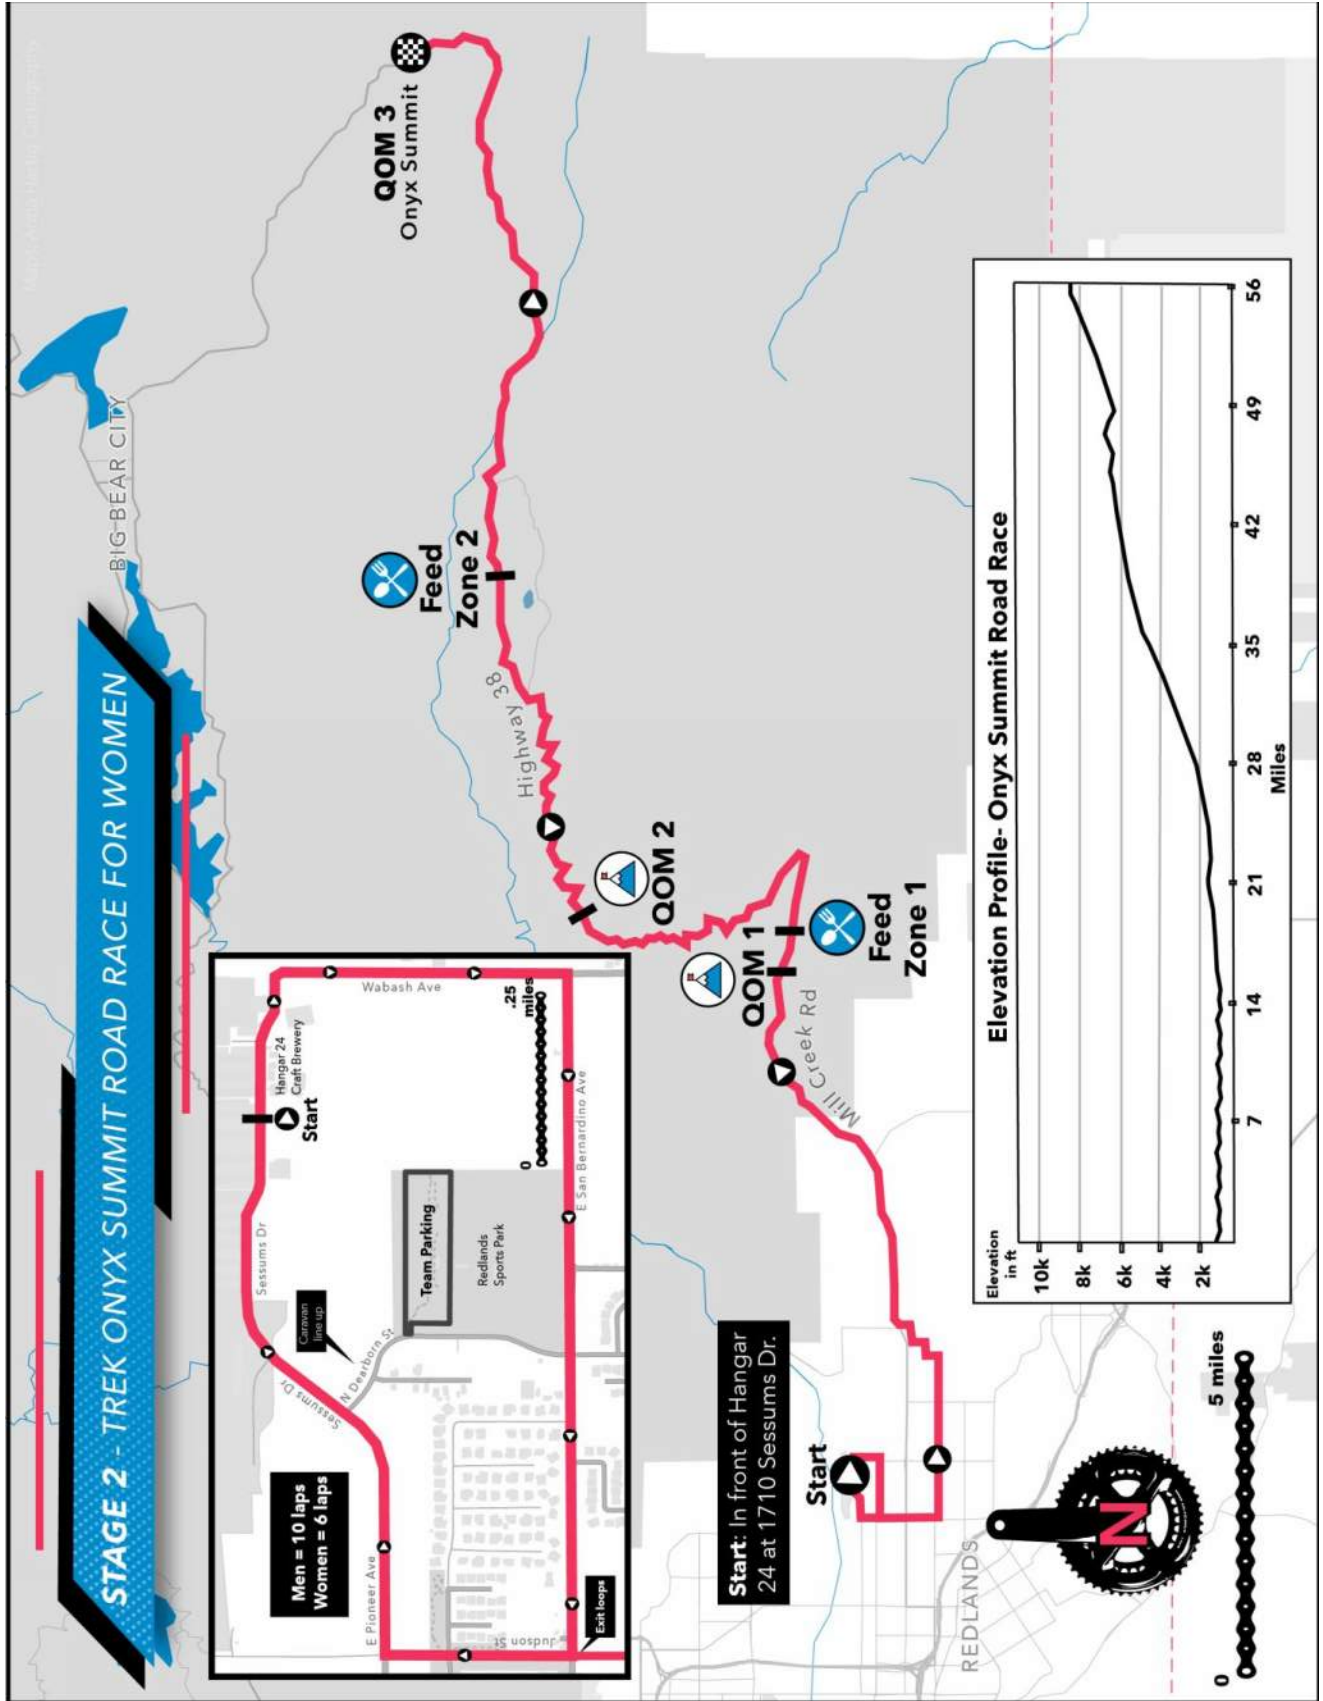 STAGE 2 - TREK ONYX SUMMIT ROAD RACE FOR WOMEN
BIG BEAR CITY
QOM 3
Onyx Summit
Feed
Zone 2
Highway 38
QOM 2
QOM 1
Feed
Zone 1
Mill Creek Rd
Start
Start: In front of Hangar
24 at 1710 Sessums Dr.
REDLANDS
N
0
5 miles
Men = 10 laps
Women = 6 laps
E Pioneer Ave
Judson St
Exit loops
Sessums Dr
Sessums Dr
N Dearborn St
Caravan
line up
Team Parking
Redlands
Sports Park
Start
Hangar 24
Craft Brewery
Wabash Ave
E San Bernardino Ave
0
.25
miles
Elevation Profile- Onyx Summit Road Race
Elevation
in ft
10k
8k
6k
4k
2k
7
14
21
28
35
42
49
56
Miles